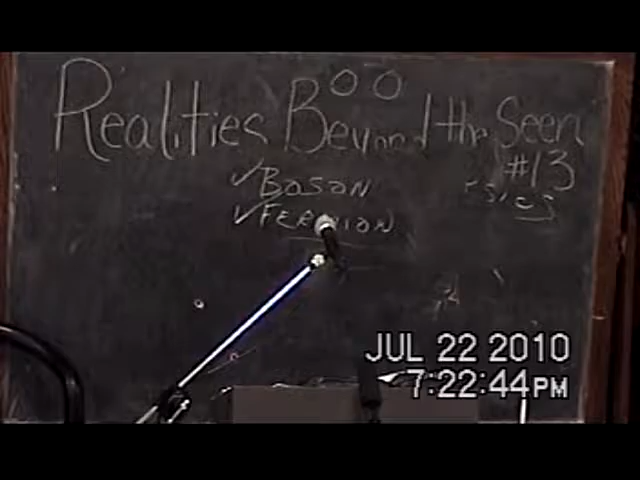 Realities Beyond the Seen
#13
✓ BOSON
✓ FERMION
JUL 22 2010
7:22:44PM